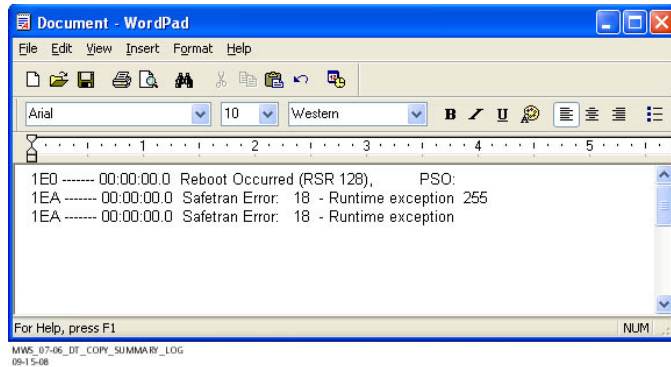 Document - WordPad
File Edit View Insert Format Help
Arial 10 Western B / U
1 2 3 4 5
1E0 ------- 00:00:00.0 Reboot Occurred (RSR 128), PSO:
1EA ------- 00:00:00.0 Safetran Error: 18 - Runtime exception 255
1EA ------- 00:00:00.0 Safetran Error: 18 - Runtime exception
For Help, press F1 NUM
MWS_07-06_DT_COPY_SUMMARY_LOG
09-15-08